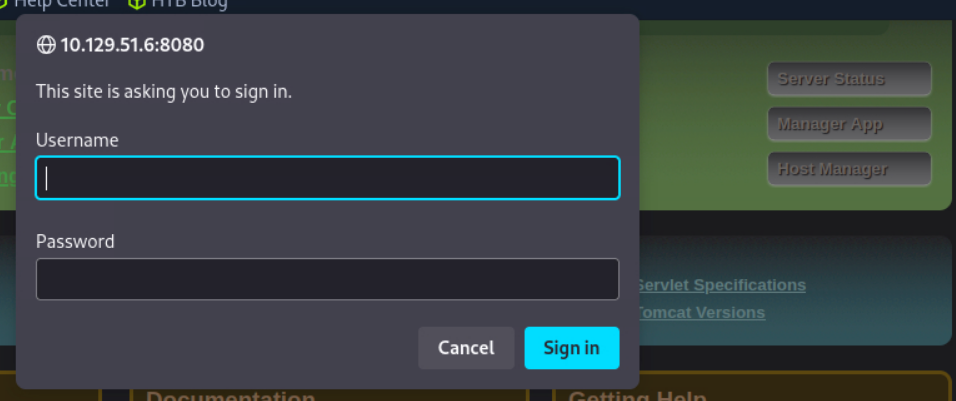 Help Center HTB Blog
10.129.51.6:8080
This site is asking you to sign in.
Username
Password
Cancel Sign in
Server Status
Manager App
Host Manager
Servlet Specifications
Tomcat Versions
Documentation
Getting Help